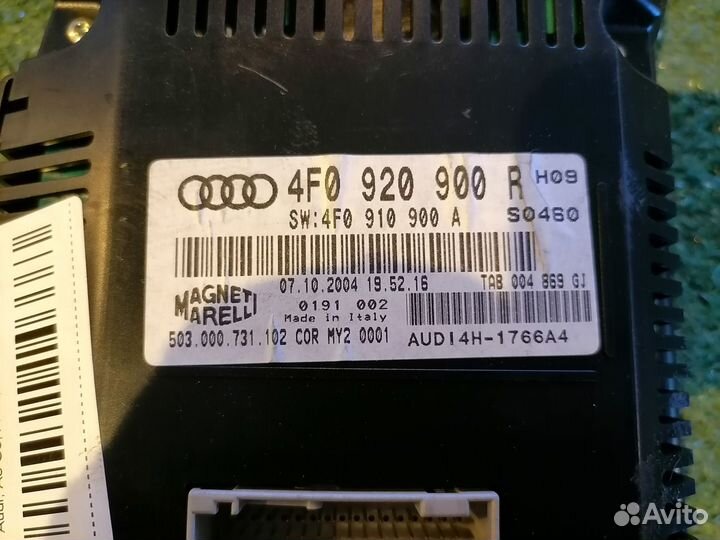 4F0 920 900 R H09
SW:4F0 910 900 A S0460
07.10.2004 19.52.16 TAB 004 869 GJ
MAGNETI
MARELLI
0191 002
Made in Italy
503.000.731.102 COR MY2 0001 AUDI4H-1766A4
Avito